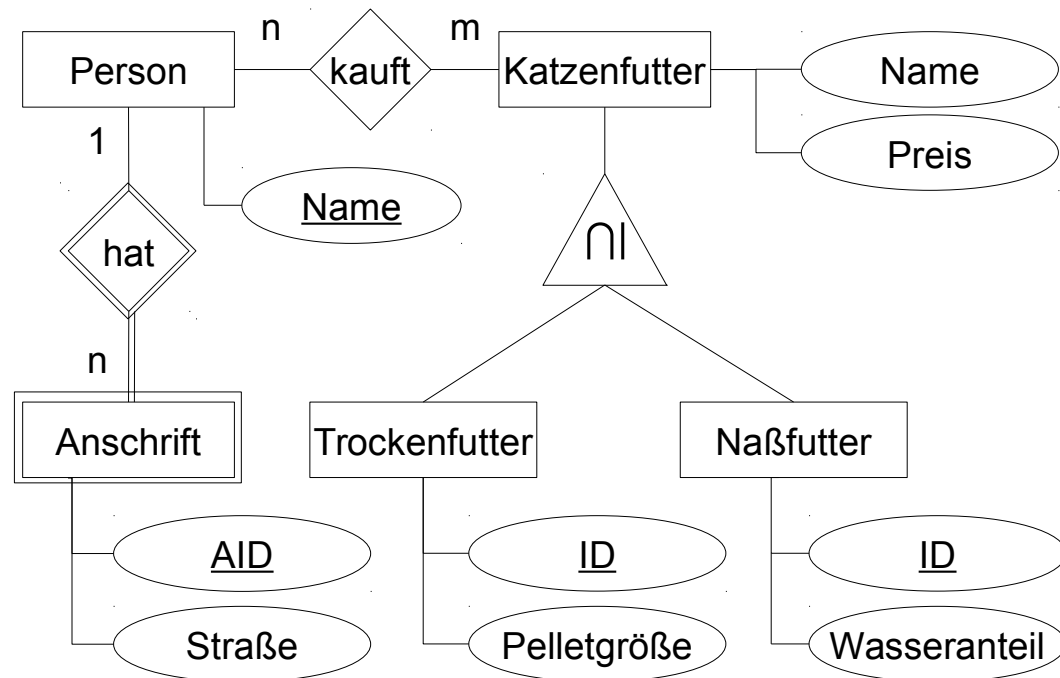 n
m
Person
kauft
Katzenfutter
Name
1
Preis
Name
hat
⋂|
n
Anschrift
Trockenfutter
Naßfutter
AID
ID
ID
Straße
Pelletgröße
Wasseranteil